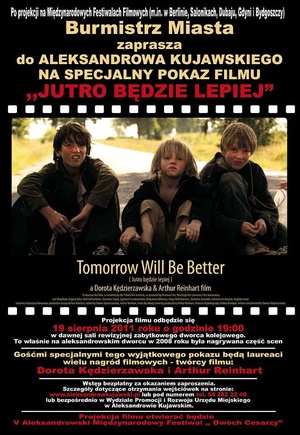 Po projekcji na Międzynarodowych Festiwalach Filmowych (m.in. w Berlinie, Salonikach, Dubaju, Gdyni i Bydgoszczy)
Burmistrz Miasta
zaprasza
do ALEKSANDROWA KUJAWSKIEGO
NA SPECJALNY POKAZ FILMU
,,JUTRO BĘDZIE LEPIEJ”
Tomorrow Will Be Better
( Jutro będzie lepiej )
a Dorota Kędzierzawska & Arthur Reinhart film
Projekcja filmu odbędzie się
19 sierpnia 2011 roku o godzinie 19:00
w dawnej sali rewizyjnej zabytkowego dworca kolejowego.
To właśnie na aleksandrowskim dworcu w 2008 roku była nagrywana część scen
Gośćmi specjalnymi tego wyjątkowego pokazu będą laureaci
wielu nagród filmowych - twórcy filmu:
Dorota Kędzierzawska i Arthur Reinhart
Wstęp bezpłatny za okazaniem zaproszenia.
Szczegóły dotyczące otrzymania wejściówek na stronie:
www.aleksandrowkujawski.pl lub pod numerem tel. 54 282 23 49
lub bezpośrednio w Wydziale Promocji i Rozwoju Urzędu Miejskiego
w Aleksandrowie Kujawskim.
Projekcja filmu otwierać będzie
V Aleksandrowski Międzynarodowy Festiwal ,, Dwóch Cesarzy”